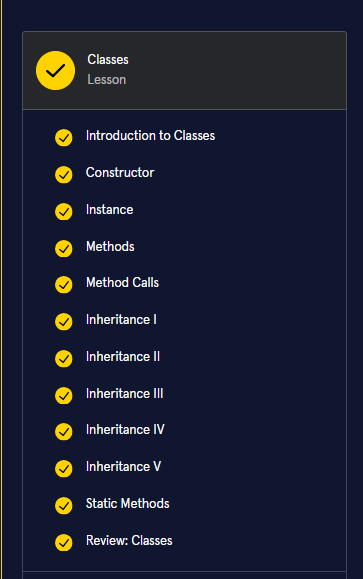 Classes
Lesson
Introduction to Classes
Constructor
Instance
Methods
Method Calls
Inheritance I
Inheritance II
Inheritance III
Inheritance IV
Inheritance V
Static Methods
Review: Classes